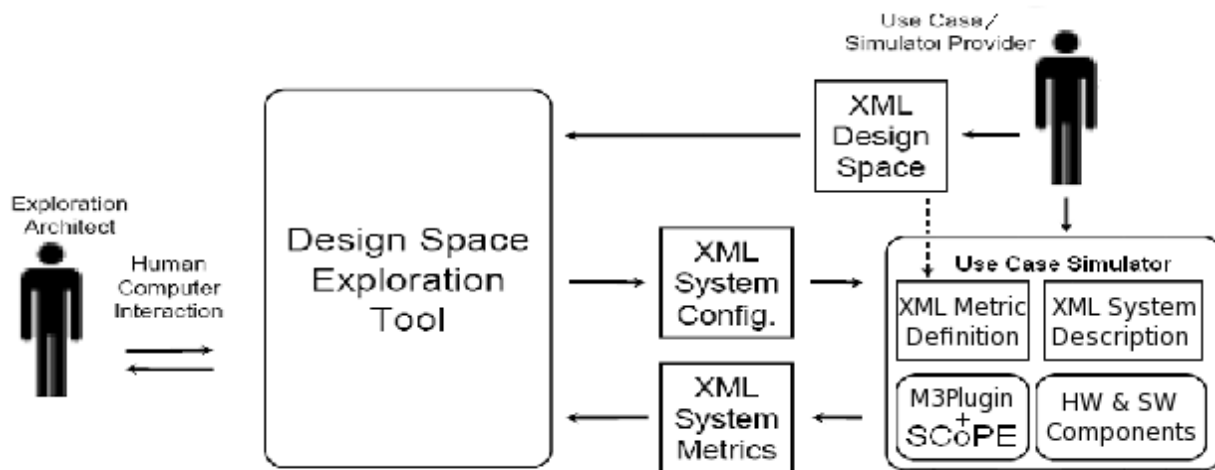 Use Case/
Simulator Provider
XML
Design
Space
Exploration
Architect
Human
Computer
Interaction
Design Space
Exploration
Tool
XML
System
Config.
XML
System
Metrics
Use Case Simulator
XML Metric
Definition
XML System
Description
M3Plugin
+
SCoPE
HW & SW
Components